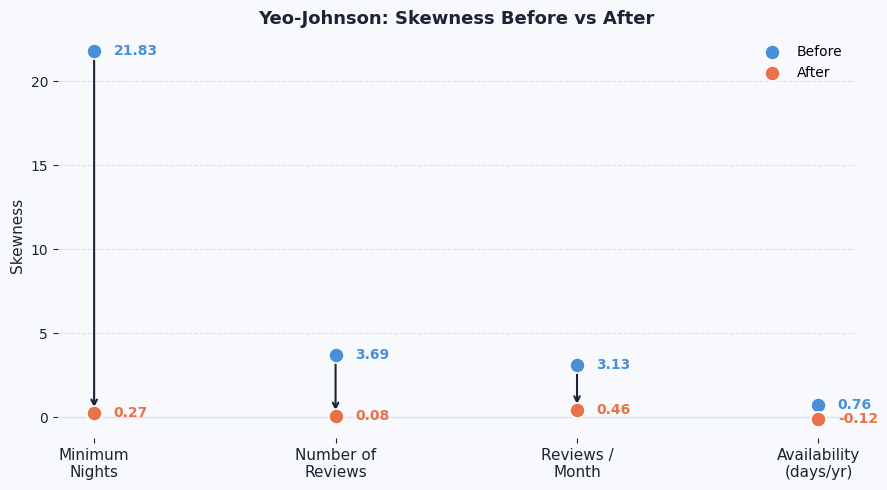 Yeo-Johnson: Skewness Before vs After
Before
After
Skewness
20
15
10
5
0
21.83
0.27
3.69
0.08
3.13
0.46
0.76
-0.12
Minimum
Nights
Number of
Reviews
Reviews /
Month
Availability
(days/yr)